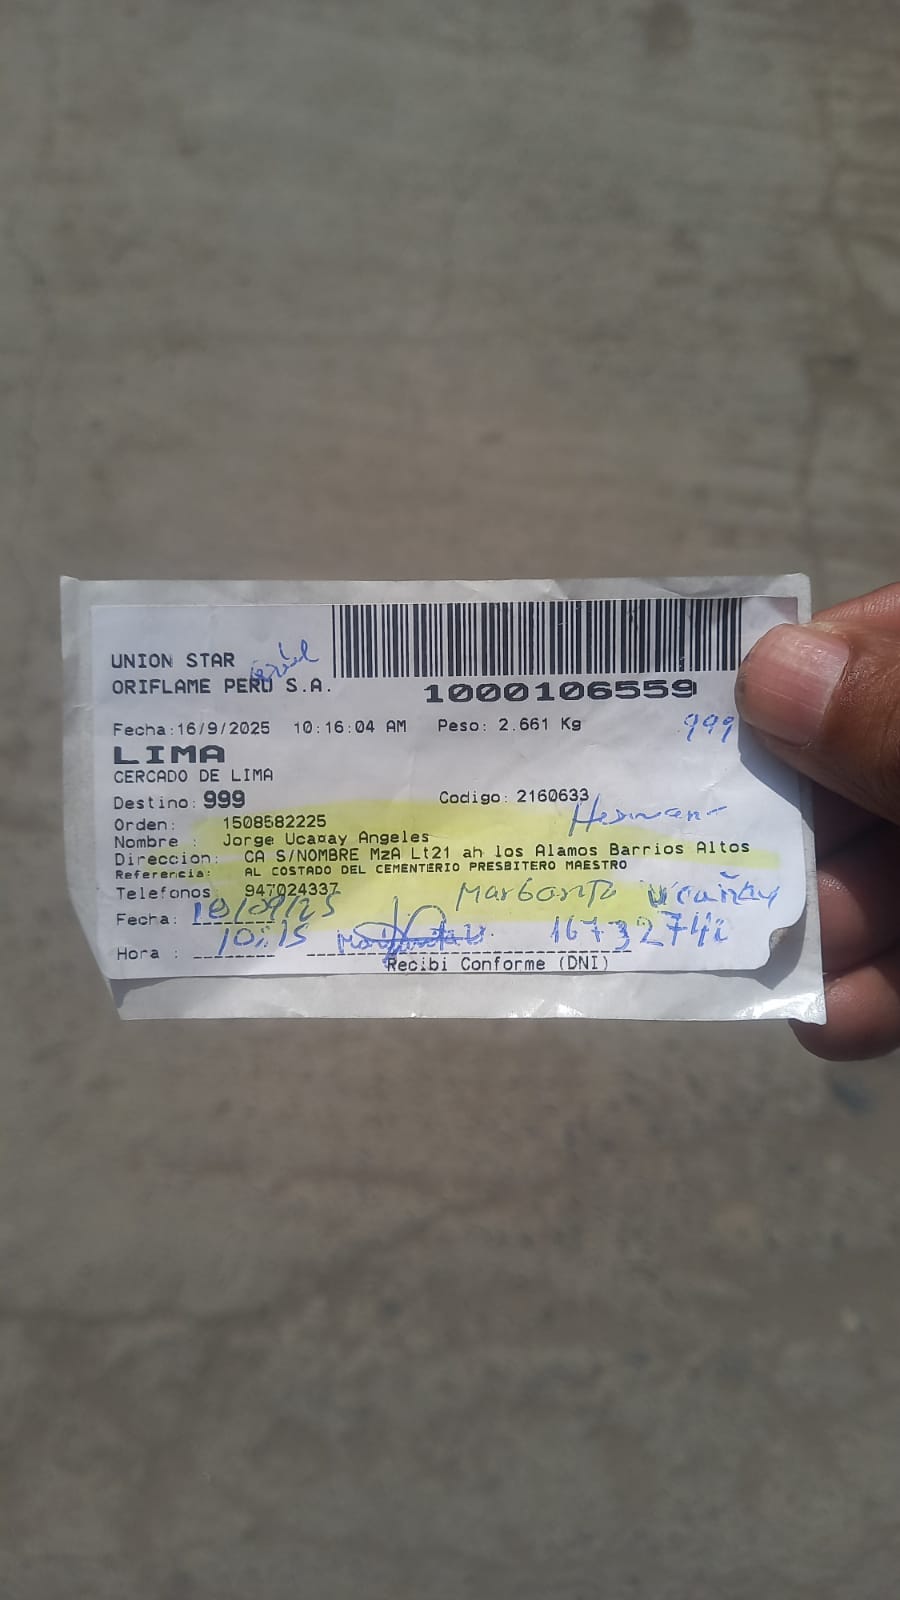 UNION STAR
ORIFLAME PERU S.A.
1000106559
Fecha:16/9/2025 10:16:04 AM Peso: 2.661 Kg 999
LIMA
CERCADO DE LIMA
Destino: 999 Codigo: 2160633
Orden: 1508582225
Nombre : Jorge Ucañay Angeles
Direccion: CA S/NOMBRE MzA Lt21 ah los Alamos Barrios Altos
Referencia: AL COSTADO DEL CEMENTERIO PRESBITERO MAESTRO
Telefonos 947024337 Margarita Ucañay
Fecha: 18/09/25
Hora : 10:15
Recibi Conforme (DNI)